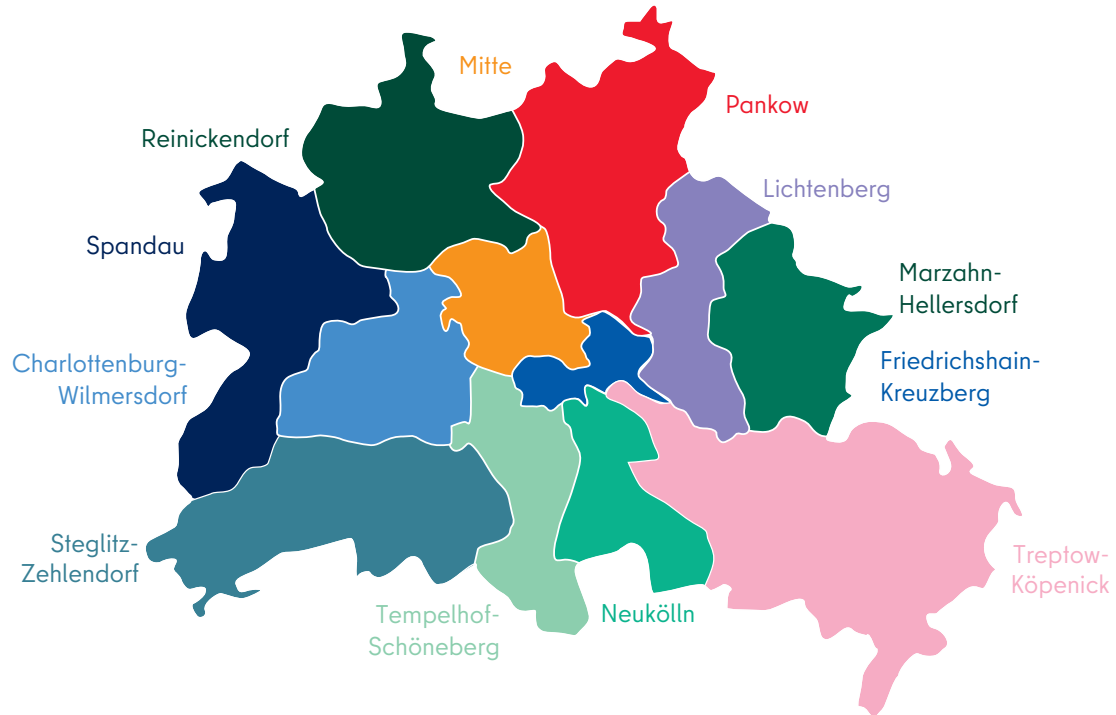 Mitte
Pankow
Reinickendorf
Lichtenberg
Spandau
Marzahn-
Hellersdorf
Charlottenburg-
Wilmersdorf
Friedrichshain-
Kreuzberg
Steglitz-
Zehlendorf
Treptow-
Köpenick
Tempelhof-
Schöneberg
Neukölln